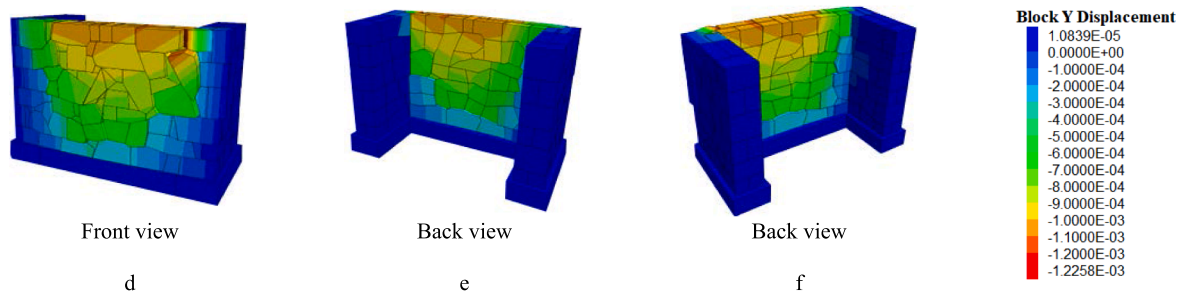 Block Y Displacement
1.0839E-05
0.0000E+00
-1.0000E-04
-2.0000E-04
-3.0000E-04
-4.0000E-04
-5.0000E-04
-6.0000E-04
-7.0000E-04
-8.0000E-04
-9.0000E-04
-1.0000E-03
-1.1000E-03
-1.2000E-03
-1.2258E-03
Front view
Back view
Back view
d
e
f